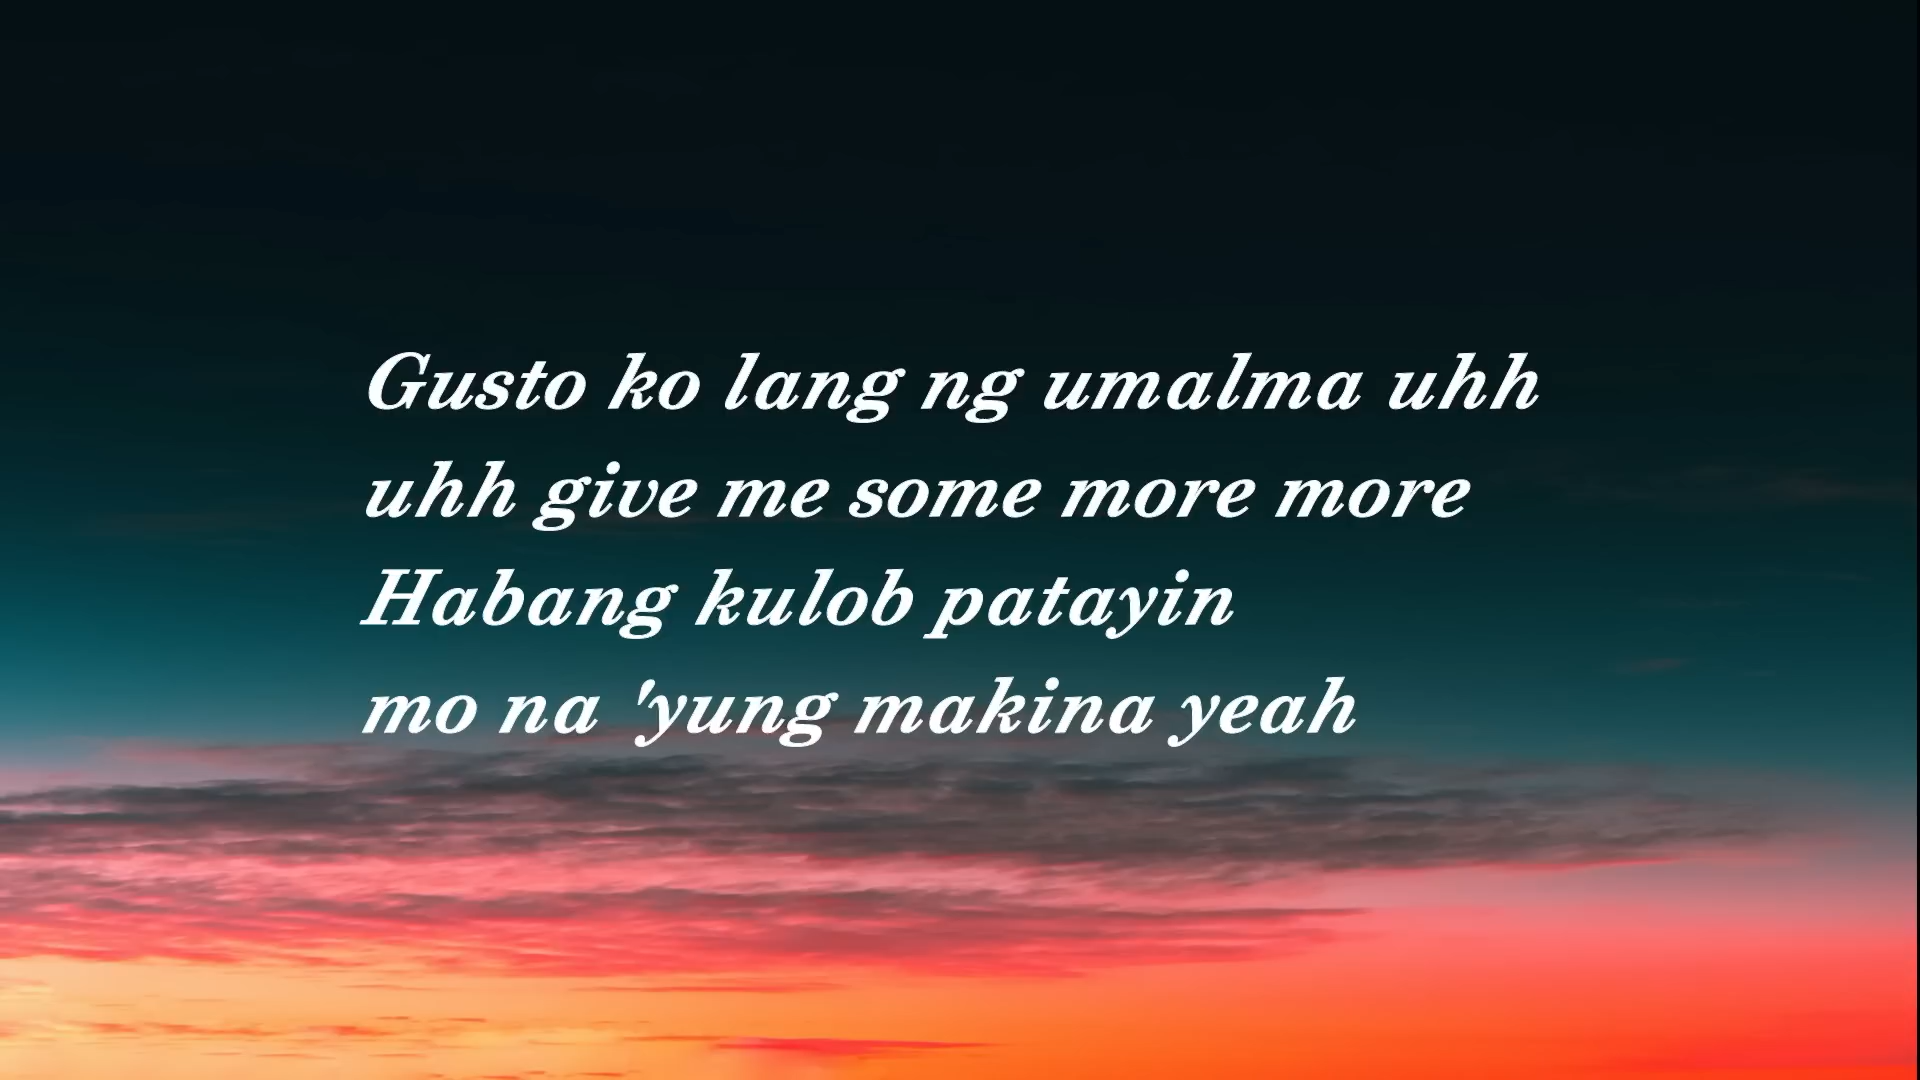 Gusto ko lang ng umalma uhh
uhh give me some more more
Habang kulob patayin
mo na 'yung makina yeah